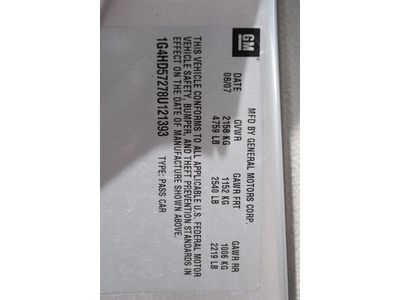 GM
MFD BY GENERAL MOTORS CORP.
DATE GVWR GAWR FRT GAWR RR
08/07 2158 KG 1152 KG 1006 KG
4759 LB 2540 LB 2219 LB
THIS VEHICLE CONFORMS TO ALL APPLICABLE U.S. FEDERAL MOTOR
VEHICLE SAFETY, BUMPER, AND THEFT PREVENTION STANDARDS IN
EFFECT ON THE DATE OF MANUFACTURE SHOWN ABOVE.
1G4HD57278U121393 TYPE: PASS CAR